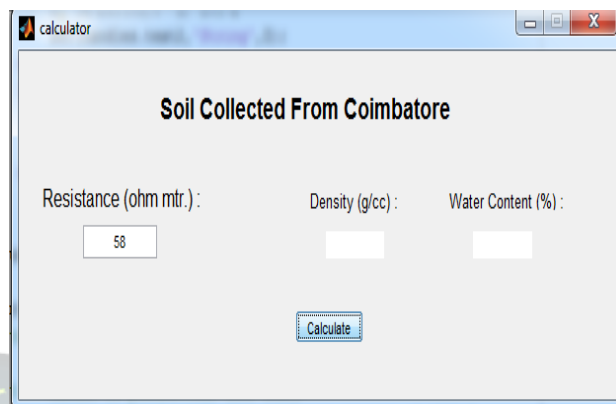 calculator
Soil Collected From Coimbatore
Resistance (ohm mtr.) :
Density (g/cc) :
Water Content (%) :
58
Calculate